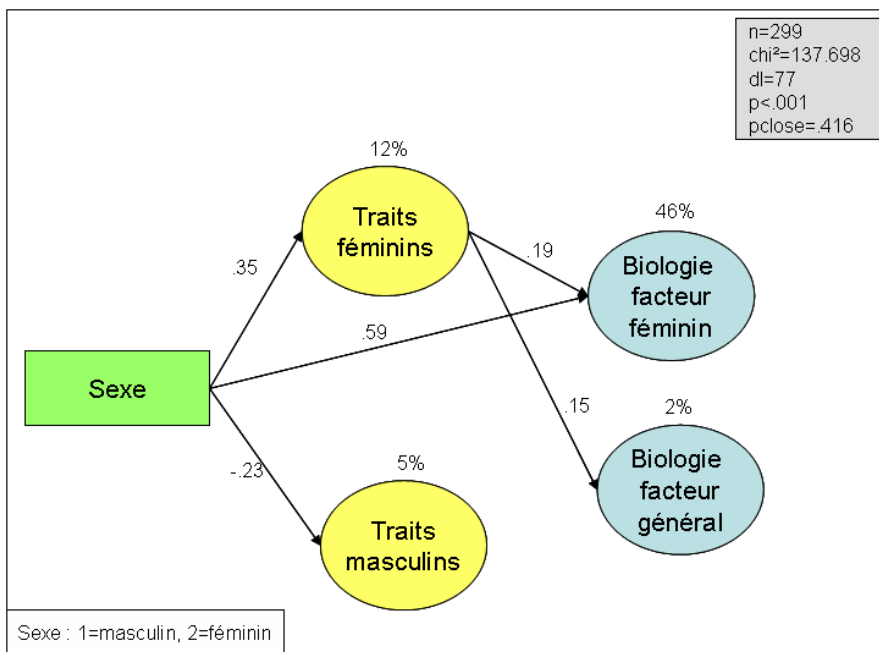 n=299
chi²=137.698
dl=77
p<.001
pclose=.416
12%
Traits
féminins
46%
Biologie
facteur
féminin
.19
.35
.59
Sexe
.15
2%
Biologie
facteur
général
-.23
5%
Traits
masculins
Sexe : 1=masculin, 2=féminin